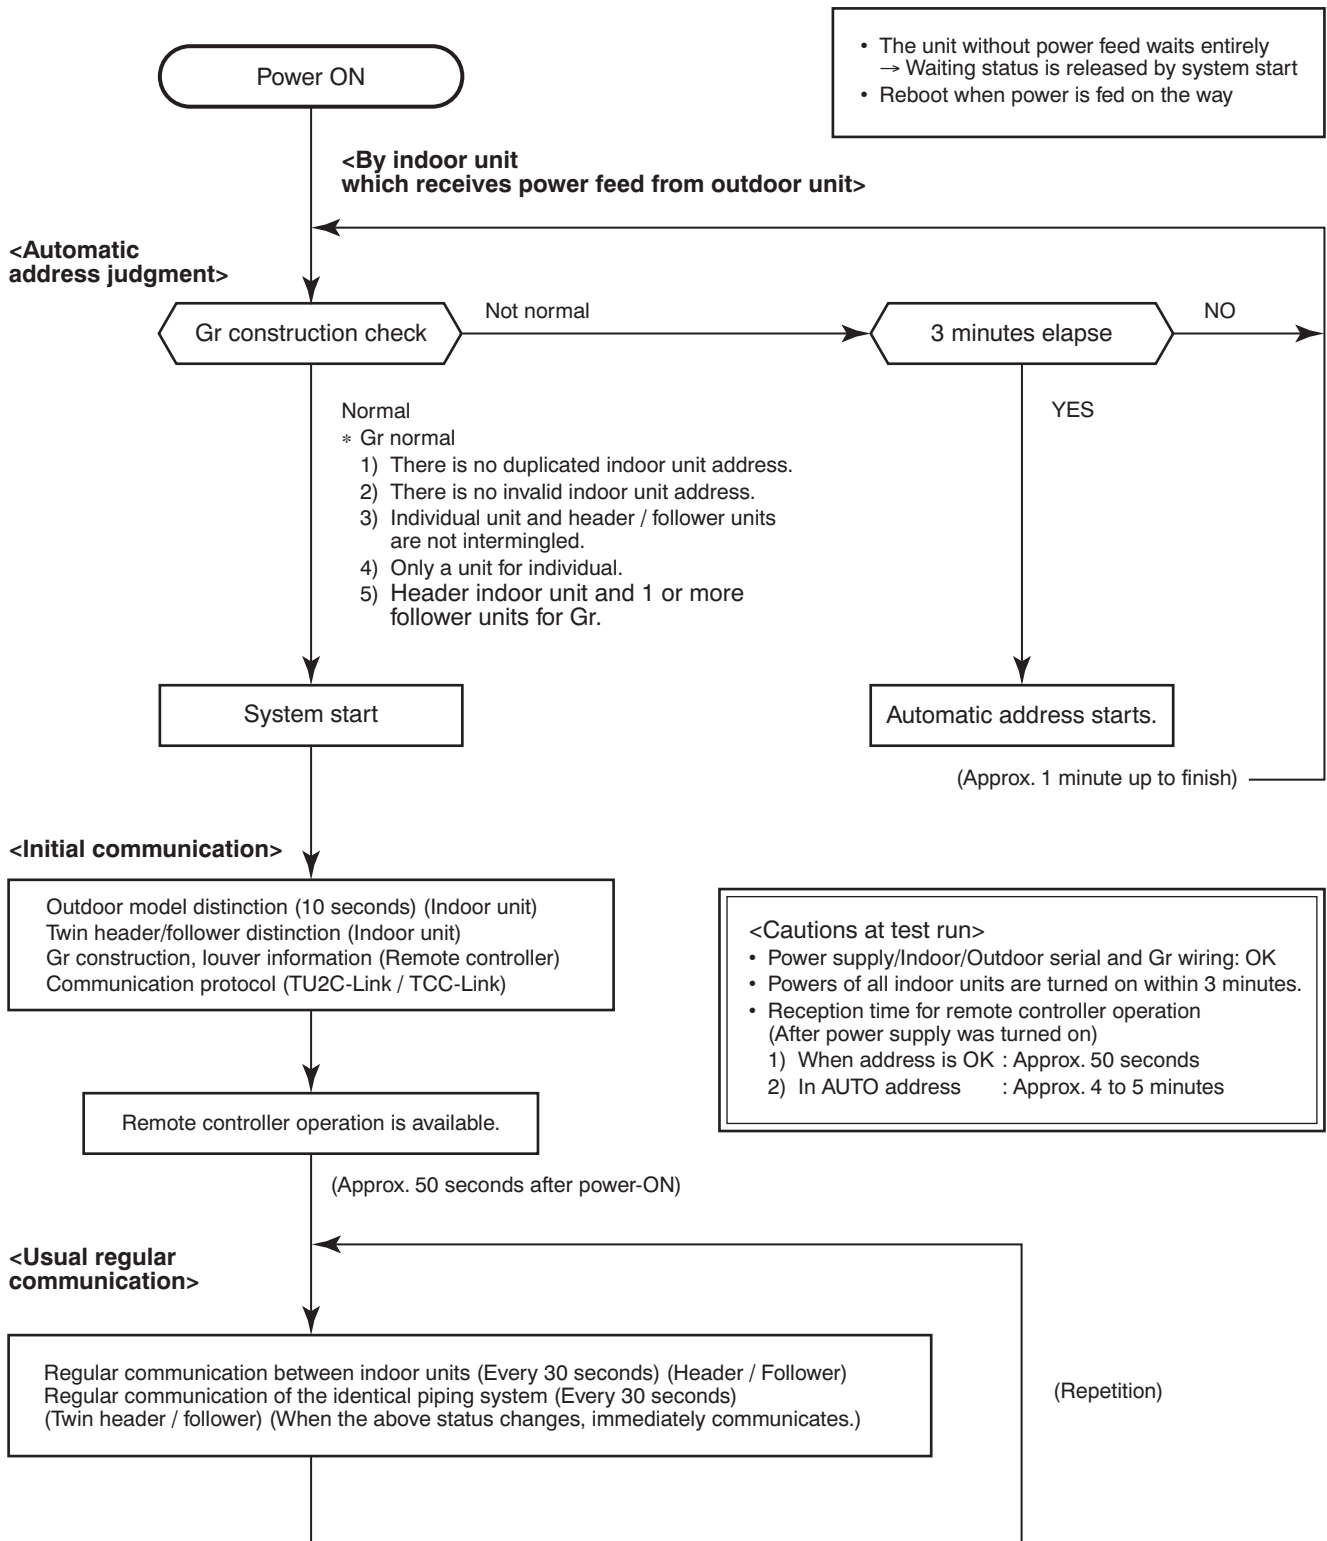 Power ON
• The unit without power feed waits entirely
→ Waiting status is released by system start
• Reboot when power is fed on the way
<By indoor unit
which receives power feed from outdoor unit>
<Automatic
address judgment>
Gr construction check
Not normal
3 minutes elapse
NO
Normal
* Gr normal
1) There is no duplicated indoor unit address.
2) There is no invalid indoor unit address.
3) Individual unit and header / follower units
are not intermingled.
4) Only a unit for individual.
5) Header indoor unit and 1 or more
follower units for Gr.
YES
System start
Automatic address starts.
(Approx. 1 minute up to finish)
<Initial communication>
Outdoor model distinction (10 seconds) (Indoor unit)
Twin header/follower distinction (Indoor unit)
Gr construction, louver information (Remote controller)
Communication protocol (TU2C-Link / TCC-Link)
<Cautions at test run>
• Power supply/Indoor/Outdoor serial and Gr wiring: OK
• Powers of all indoor units are turned on within 3 minutes.
• Reception time for remote controller operation
(After power supply was turned on)
1) When address is OK : Approx. 50 seconds
2) In AUTO address : Approx. 4 to 5 minutes
Remote controller operation is available.
(Approx. 50 seconds after power-ON)
<Usual regular
communication>
Regular communication between indoor units (Every 30 seconds) (Header / Follower)
Regular communication of the identical piping system (Every 30 seconds)
(Twin header / follower) (When the above status changes, immediately communicates.)
(Repetition)